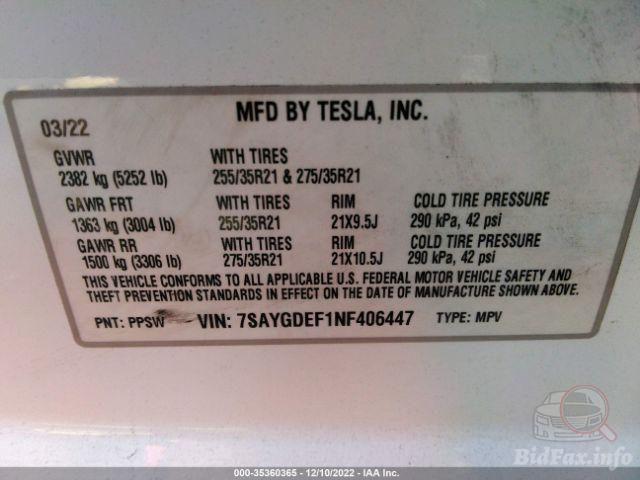 MFD BY TESLA, INC.
03/22
GVWR WITH TIRES
2382 kg (5252 lb) 255/35R21 & 275/35R21
GAWR FRT WITH TIRES RIM COLD TIRE PRESSURE
1363 kg (3004 lb) 255/35R21 21X9.5J 290 kPa, 42 psi
GAWR RR WITH TIRES RIM COLD TIRE PRESSURE
1500 kg (3306 lb) 275/35R21 21X10.5J 290 kPa, 42 psi
THIS VEHICLE CONFORMS TO ALL APPLICABLE U.S. FEDERAL MOTOR VEHICLE SAFETY AND
THEFT PREVENTION STANDARDS IN EFFECT ON THE DATE OF MANUFACTURE SHOWN ABOVE.
PNT: PPSW VIN: 7SAYGDEF1NF406447 TYPE: MPV
BidFax.info
000-35360365 - 12/10/2022 - IAA Inc.